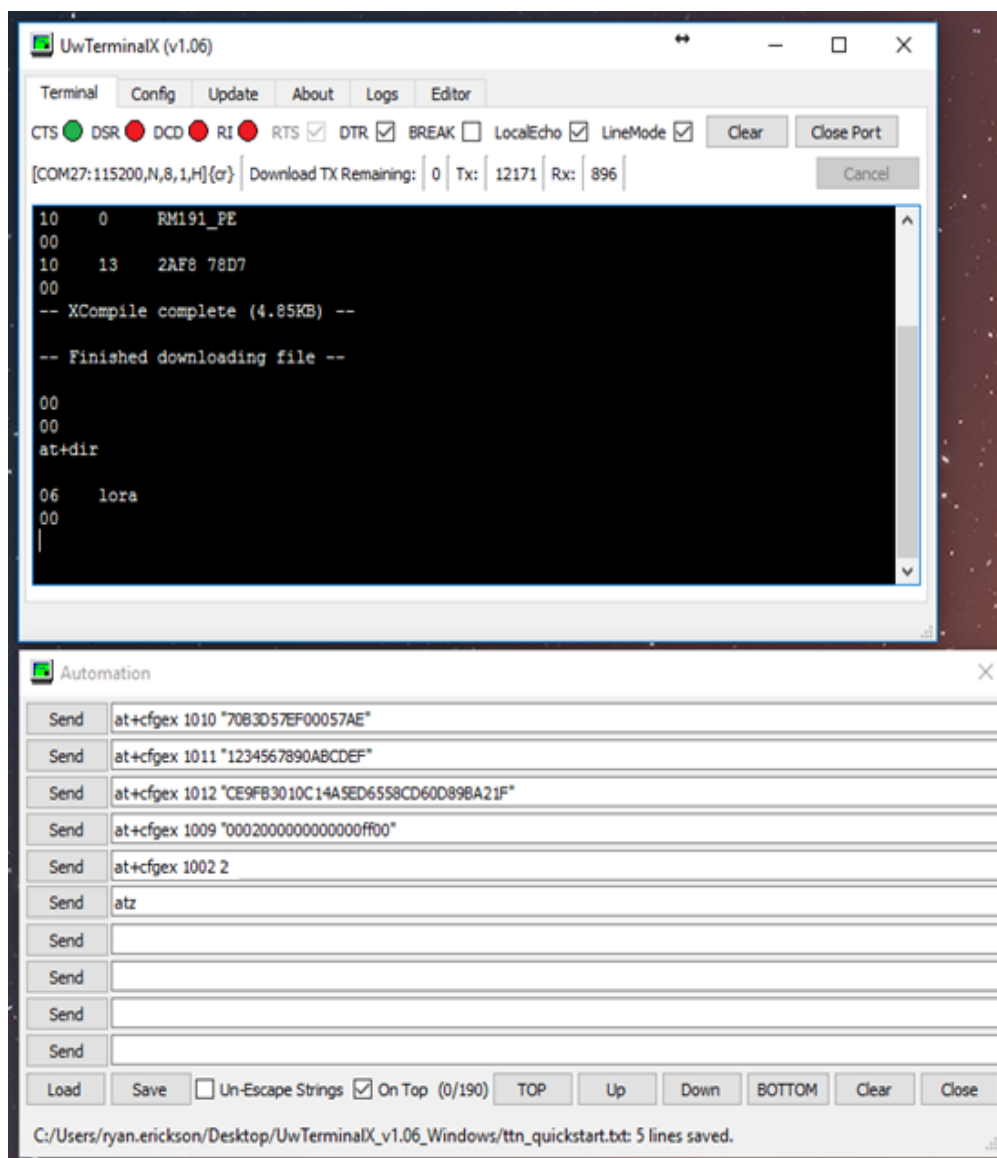 UwTerminalX (v1.06)
Terminal Config Update About Logs Editor
CTS DSR DCD RI RTS DTR BREAK LocalEcho LineMode Clear Close Port
[COM27:115200,N,8,1,H]{cr} Download TX Remaining: 0 Tx: 12171 Rx: 896 Cancel
10 0 RM191_PE
00
10 13 2AF8 78D7
00
-- XCompile complete (4.85KB) --
-- Finished downloading file --
00
00
at+dir
06 lora
00
Automation
Send at+cfgex 1010 "70B3D57EF00057AE"
Send at+cfgex 1011 "1234567890ABCDEF"
Send at+cfgex 1012 "CE9FB3010C14A5ED6558CD60D89BA21F"
Send at+cfgex 1009 "0002000000000000ff00"
Send at+cfgex 1002 2
Send atz
Send
Send
Send
Send
Load Save Un-Escape Strings On Top (0/190) TOP Up Down BOTTOM Clear Close
C:/Users/ryan.erickson/Desktop/UwTerminalX_v1.06_Windows/ttn_quickstart.txt: 5 lines saved.